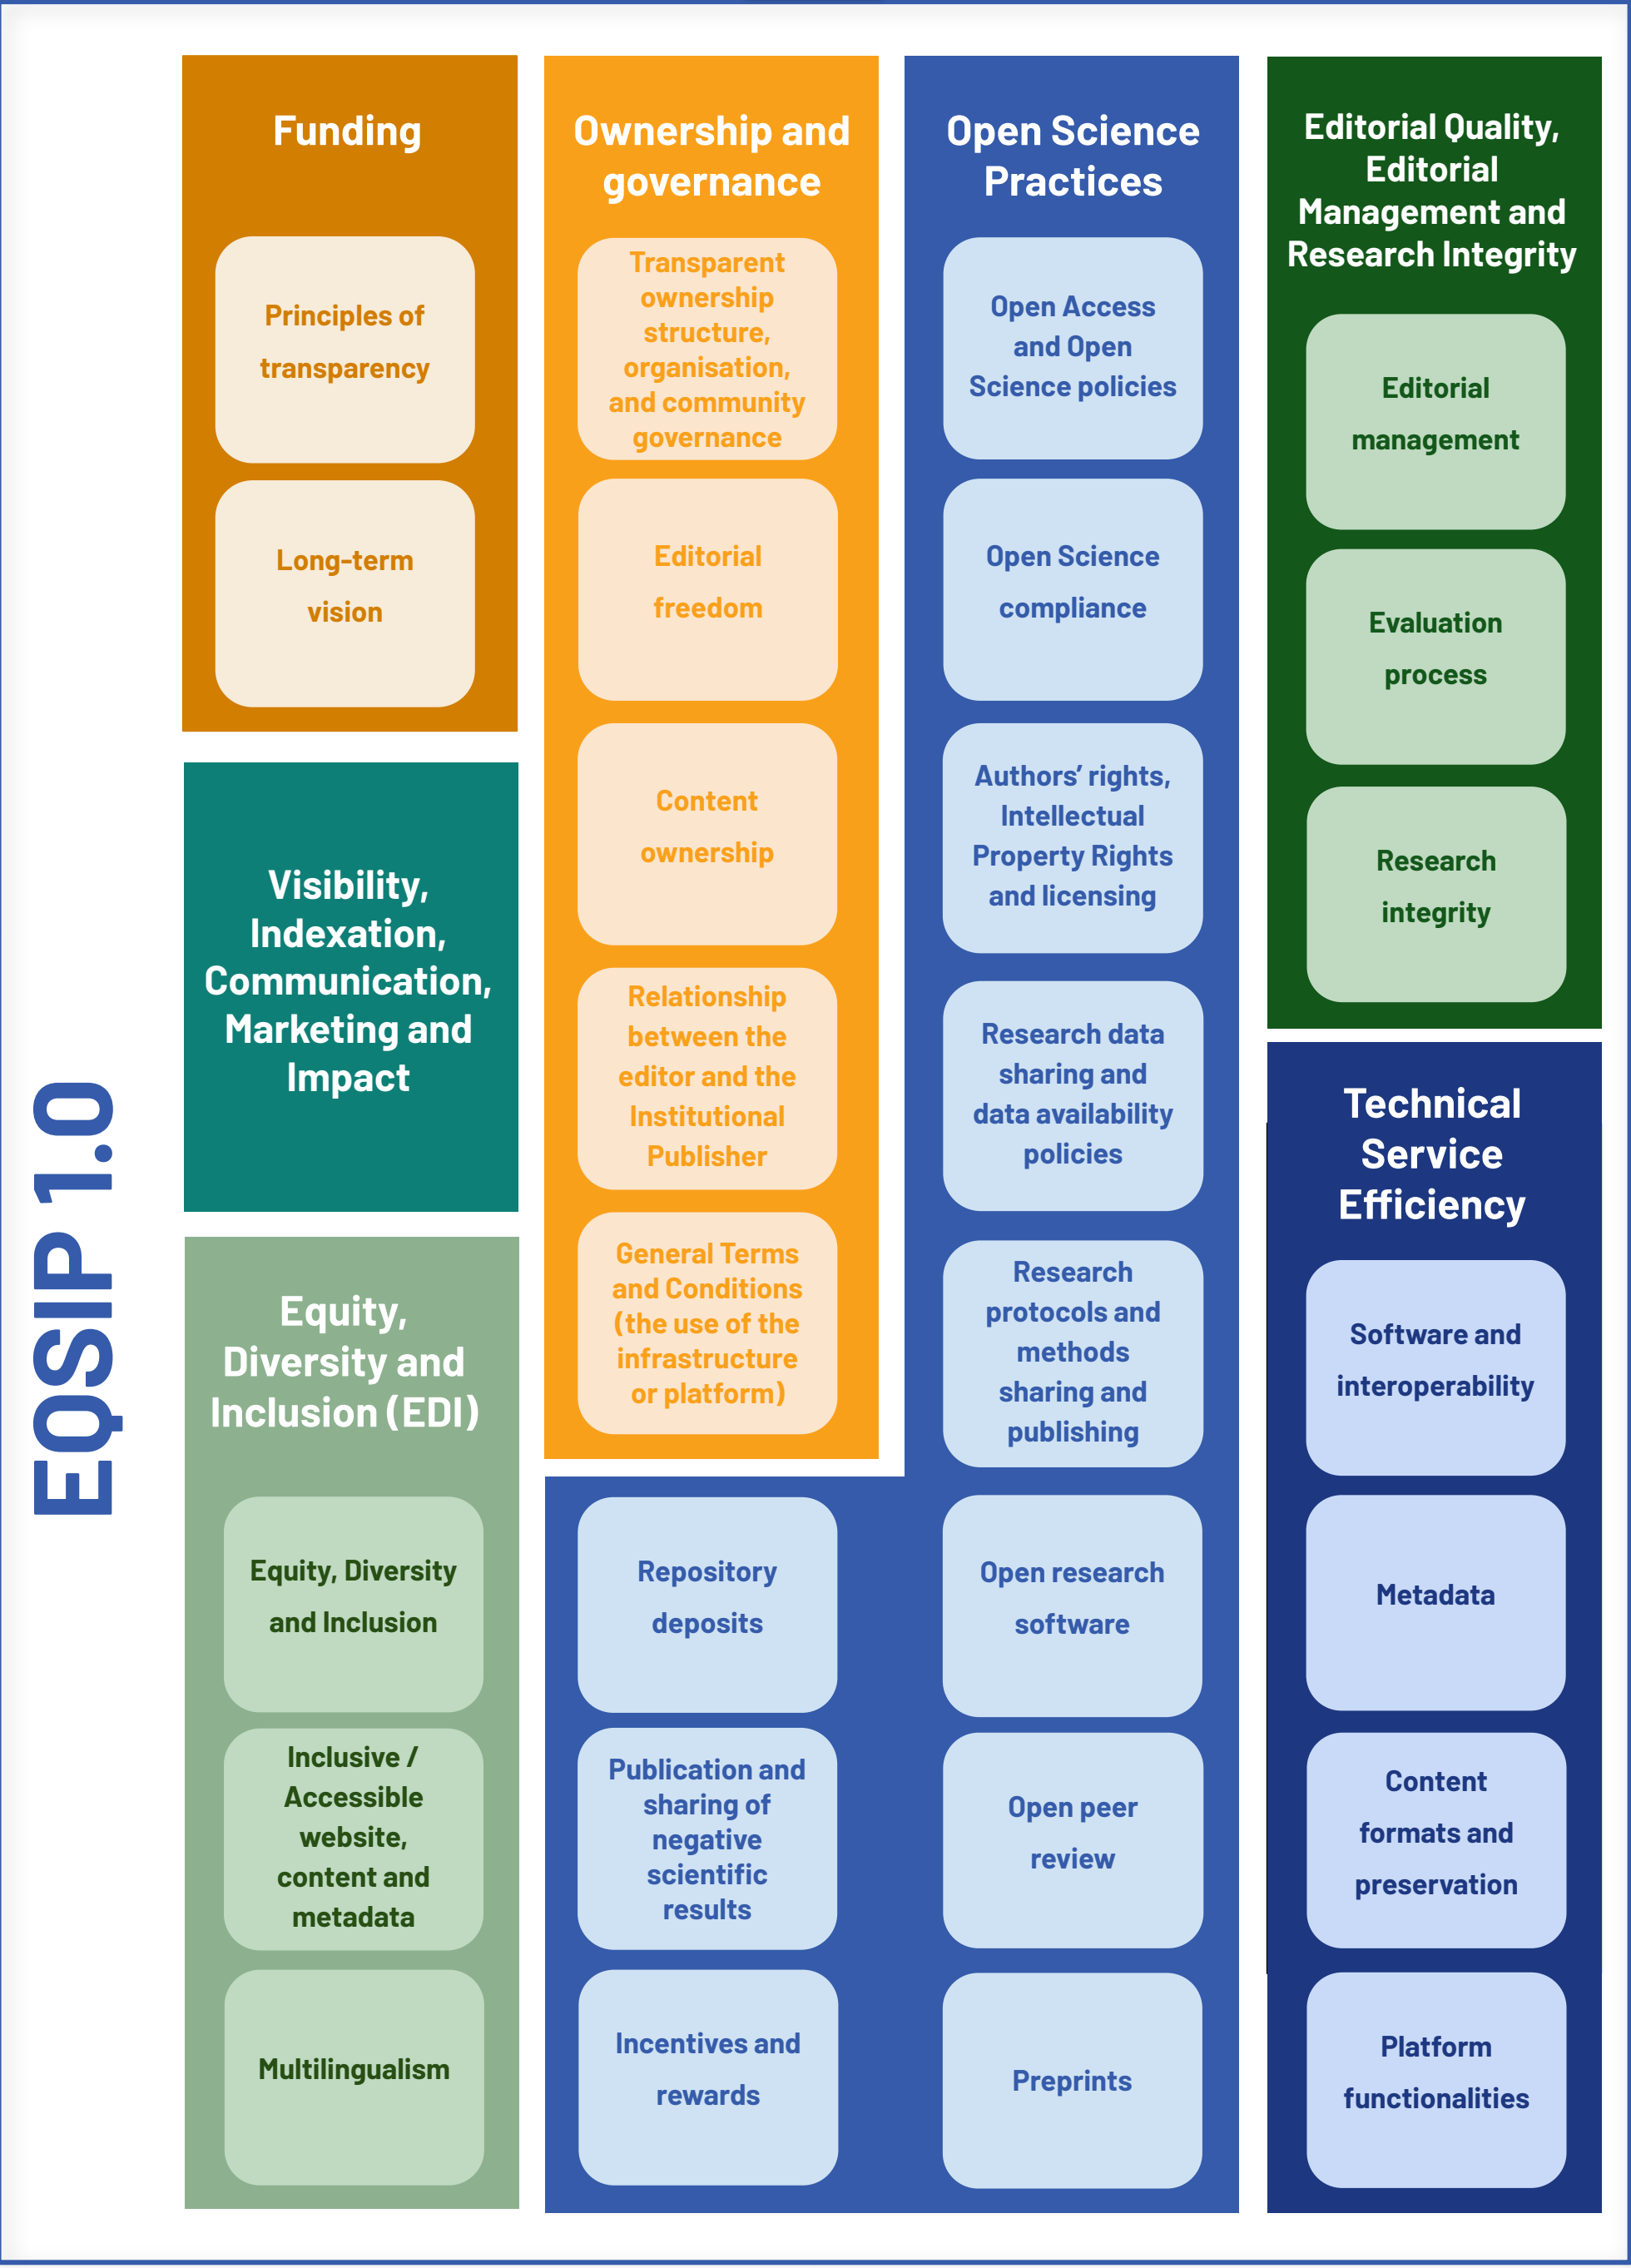 EQSIP 1.0
Funding
Principles of
transparency
Long-term
vision
Visibility,
Indexation,
Communication,
Marketing and
Impact
Equity,
Diversity and
Inclusion (EDI)
Equity, Diversity
and Inclusion
Inclusive /
Accessible
website,
content and
metadata
Multilingualism
Ownership and
governance
Transparent
ownership
structure,
organisation,
and community
governance
Editorial
freedom
Content
ownership
Relationship
between the
editor and the
Institutional
Publisher
General Terms
and Conditions
(the use of the
infrastructure
or platform)
Open Science
Practices
Open Access
and Open
Science policies
Open Science
compliance
Authors’ rights,
Intellectual
Property Rights
and licensing
Research data
sharing and
data availability
policies
Research
protocols and
methods
sharing and
publishing
Repository
deposits
Open research
software
Publication and
sharing of
negative
scientific
results
Open peer
review
Incentives and
rewards
Preprints
Editorial Quality,
Editorial
Management and
Research Integrity
Editorial
management
Evaluation
process
Research
integrity
Technical
Service
Efficiency
Software and
interoperability
Metadata
Content
formats and
preservation
Platform
functionalities